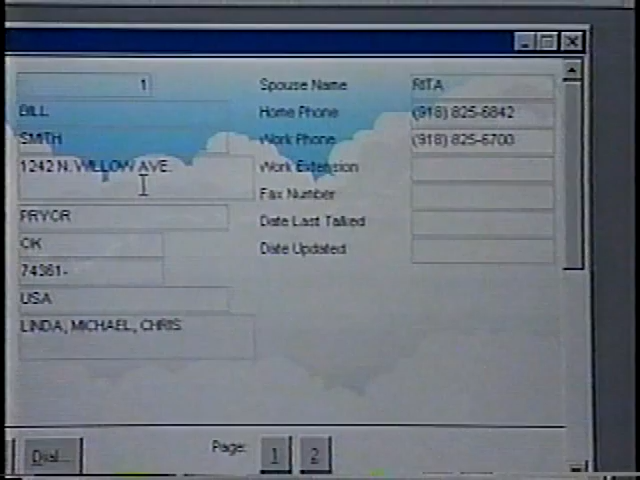 1
BILL
SMITH
1242 N. WILLOW AVE.
PRYOR
OK
74361-
USA
LINDA, MICHAEL, CHRIS
Spouse Name RITA
Home Phone (918) 825-6842
Work Phone (918) 825-6700
Work Extension
Fax Number
Date Last Talked
Date Updated
Dial...
Page: 1 2